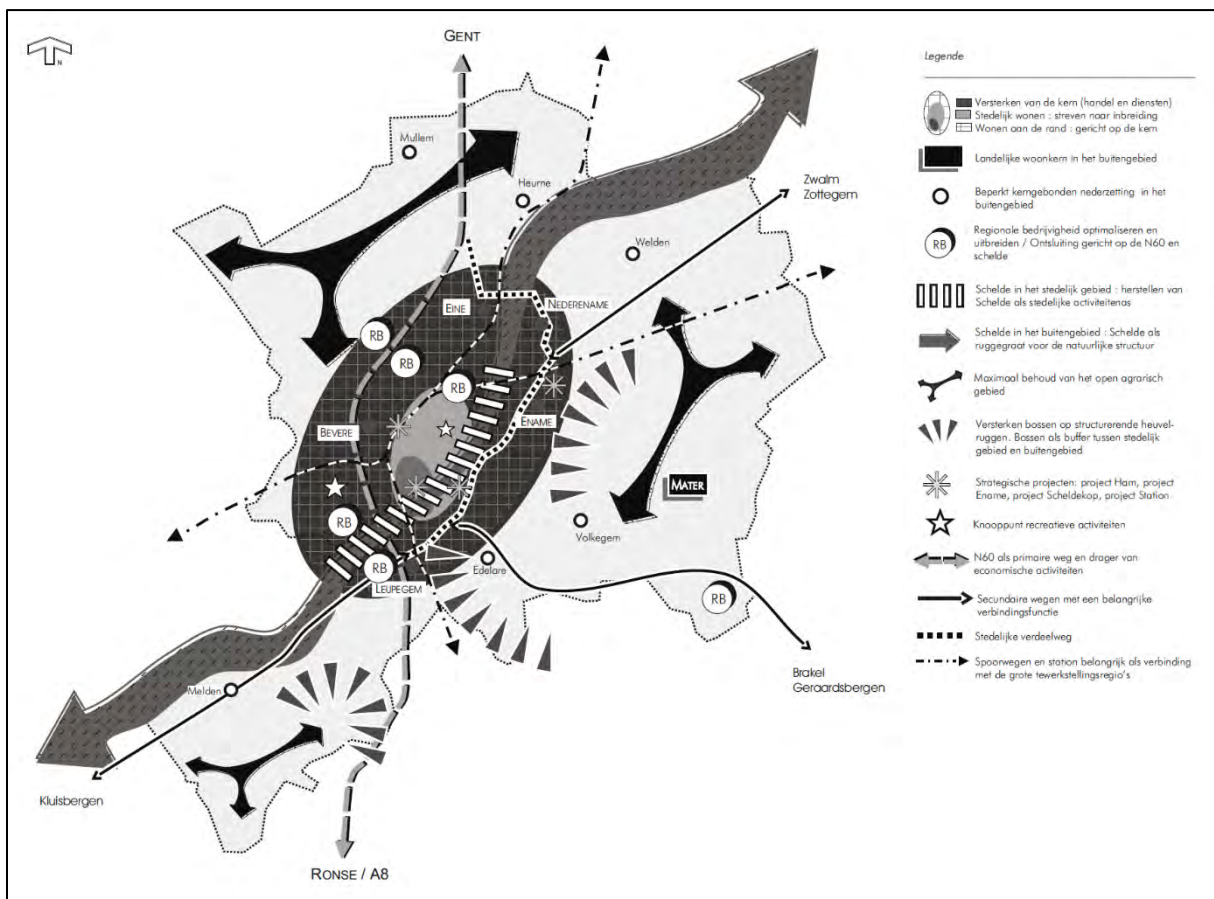 N
GENT
Mullem
Heurne
Zwalm
Zottegem
Welden
NEDERENAME
EINE
RB
RB
RB
ENAME
BEVERE
MATER
RB
Volkegem
RB
Edelare
LEUPEGEM
RB
Melden
Brakel
Geraardsbergen
Kluisbergen
RONSE / A8
Legende
Versterken van de kern (handel en diensten)
Stedelijk wonen : streven naar inbreiding
Wonen aan de rand : gericht op de kern
Landelijke woonkern in het buitengebied
Beperkt kerngebonden nederzetting in het
buitengebied
RB
Regionale bedrijvigheid optimaliseren en
uitbreiden / Ontsluiting gericht op de N60 en
schelde
Schelde in het stedelijk gebied : herstellen van
Schelde als stedelijke activiteitenas
Schelde in het buitengebied : Schelde als
ruggegraat voor de natuurlijke structuur
Maximaal behoud van het open agrarisch
gebied
Versterken bossen op structurerende heuvel-
ruggen. Bossen als buffer tussen stedelijk
gebied en buitengebied
Strategische projecten: project Ham, project
Ename, project Scheldekop, project Station
Knooppunt recreatieve activiteiten
N60 als primaire weg en drager van
economische activiteiten
Secundaire wegen met een belangrijke
verbindingsfunctie
Stedelijke verdeelweg
Spoorwegen en station belangrijk als verbinding
met de grote tewerkstellingsregio's